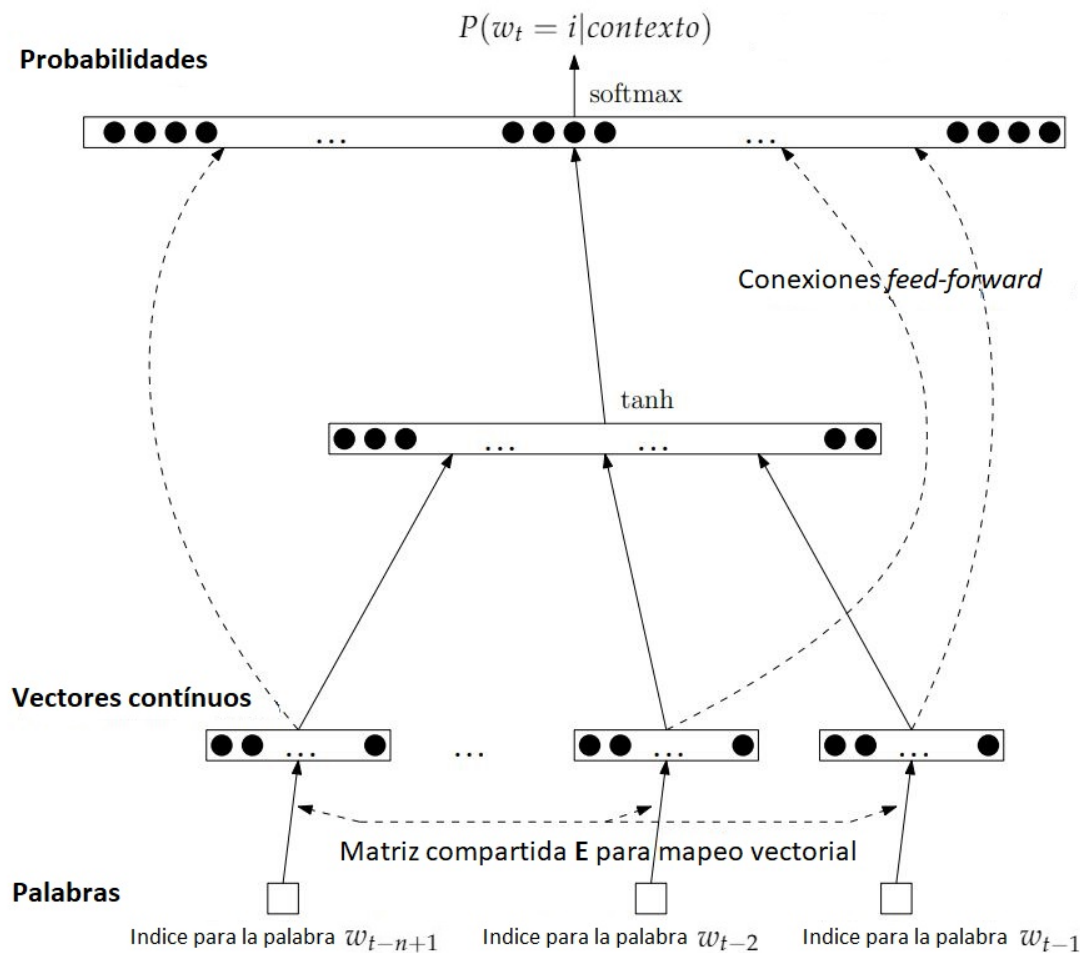 P(w_t = i|contexto)
Probabilidades
softmax
...
...
Conexiones feed-forward
tanh
...
...
Vectores contínuos
...
...
...
...
Matriz compartida E para mapeo vectorial
Palabras
Indice para la palabra w_{t−n+1}
Indice para la palabra w_{t−2}
Indice para la palabra w_{t−1}